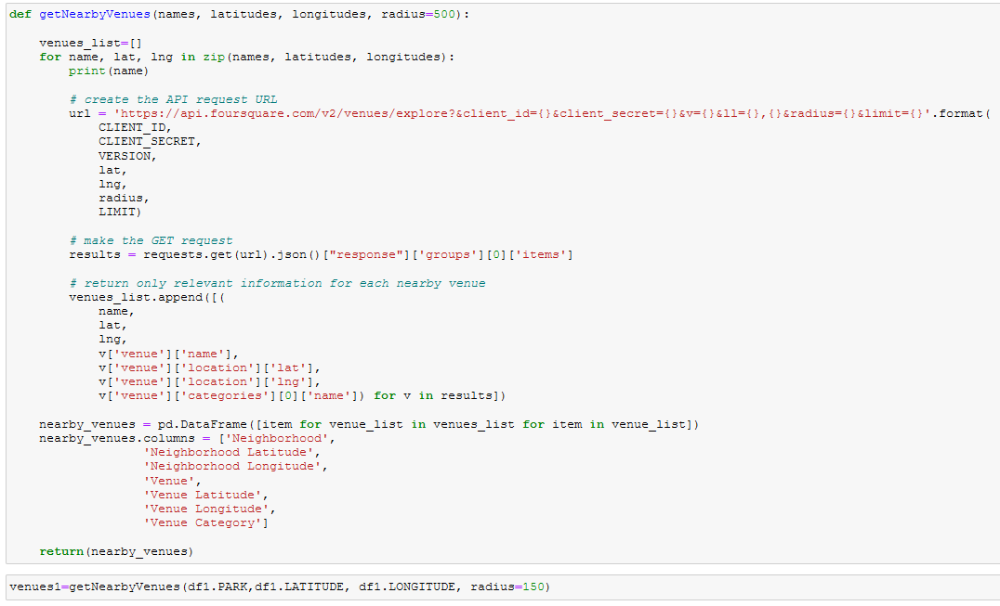 def getNearbyVenues(names, latitudes, longitudes, radius=500):
venues_list=[]
for name, lat, lng in zip(names, latitudes, longitudes):
print(name)
# create the API request URL
url = 'https://api.foursquare.com/v2/venues/explore?&client_id={}&client_secret={}&v={}&ll={},{}&radius={}&limit={}'.format(
CLIENT_ID,
CLIENT_SECRET,
VERSION,
lat,
lng,
radius,
LIMIT)
# make the GET request
results = requests.get(url).json()["response"]['groups'][0]['items']
# return only relevant information for each nearby venue
venues_list.append([(
name,
lat,
lng,
v['venue']['name'],
v['venue']['location']['lat'],
v['venue']['location']['lng'],
v['venue']['categories'][0]['name']) for v in results])
nearby_venues = pd.DataFrame([item for venue_list in venues_list for item in venue_list])
nearby_venues.columns = ['Neighborhood',
'Neighborhood Latitude',
'Neighborhood Longitude',
'Venue',
'Venue Latitude',
'Venue Longitude',
'Venue Category']
return(nearby_venues)
venues1=getNearbyVenues(df1.PARK,df1.LATITUDE, df1.LONGITUDE, radius=150)